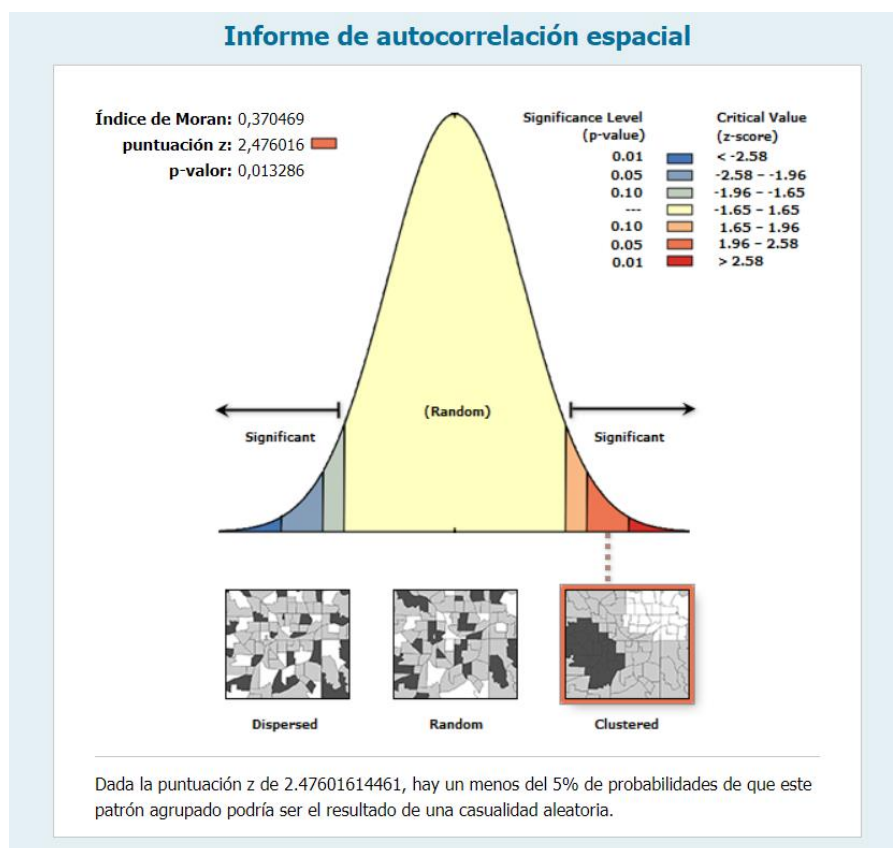 Informe de autocorrelación espacial
Índice de Moran: 0,370469
puntuación z: 2,476016
p-valor: 0,013286
Significance Level
(p-value)
Critical Value
(z-score)
0.01 < -2.58
0.05 -2.58 – -1.96
0.10 -1.96 – -1.65
--- -1.65 – 1.65
0.10 1.65 – 1.96
0.05 1.96 – 2.58
0.01 > 2.58
(Random)
Significant
Significant
Dispersed
Random
Clustered
Dada la puntuación z de 2.47601614461, hay un menos del 5% de probabilidades de que este
patrón agrupado podría ser el resultado de una casualidad aleatoria.